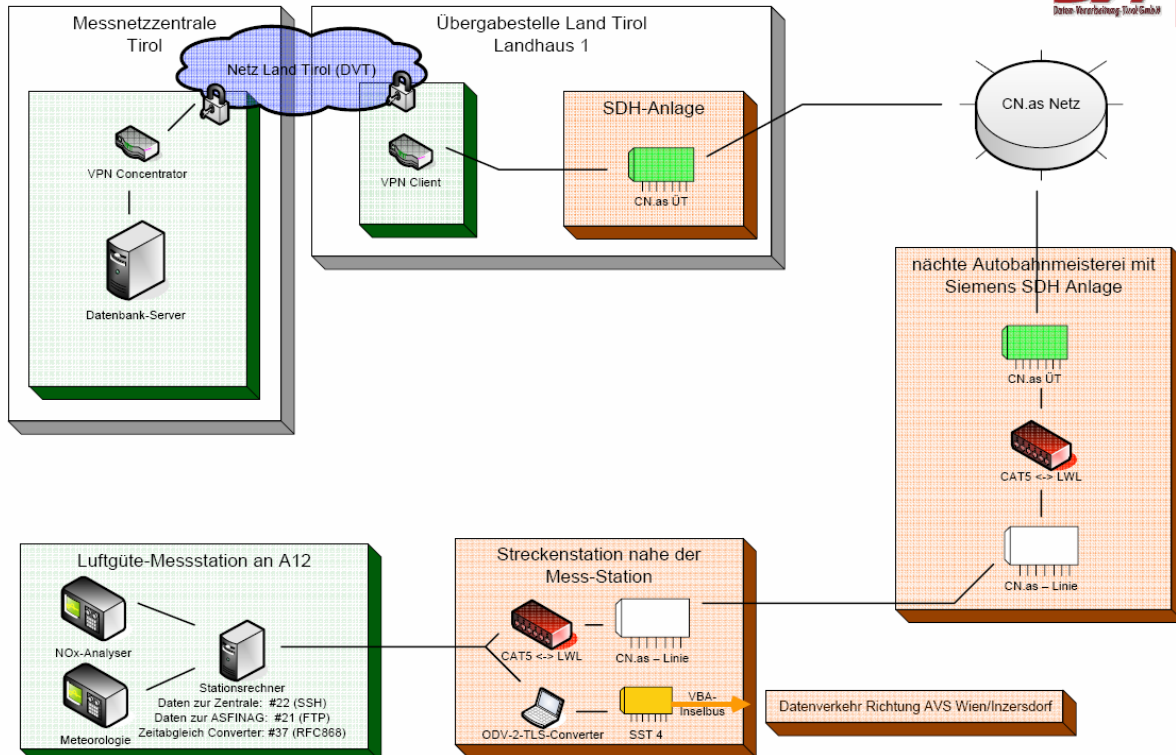 Daten-Verarbeitung-Tirol GmbH
Messnetzzentrale
Tirol
Übergabestelle Land Tirol
Landhaus 1
Netz Land Tirol (DVT)
SDH-Anlage
CN.as Netz
VPN Concentrator
VPN Client
CN.as ÜT
Datenbank-Server
nächte Autobahnmeisterei mit
Siemens SDH Anlage
CN.as ÜT
CAT5 <-> LWL
CN.as – Linie
Luftgüte-Messstation an A12
NOx-Analyser
Meteorologie
Stationsrechner
Daten zur Zentrale: #22 (SSH)
Daten zur ASFINAG: #21 (FTP)
Zeitabgleich Converter: #37 (RFC868)
Streckenstation nahe der
Mess-Station
CAT5 <-> LWL
CN.as – Linie
ODV-2-TLS-Converter
SST 4
VBA-
Inselbus
Datenverkehr Richtung AVS Wien/Inzersdorf